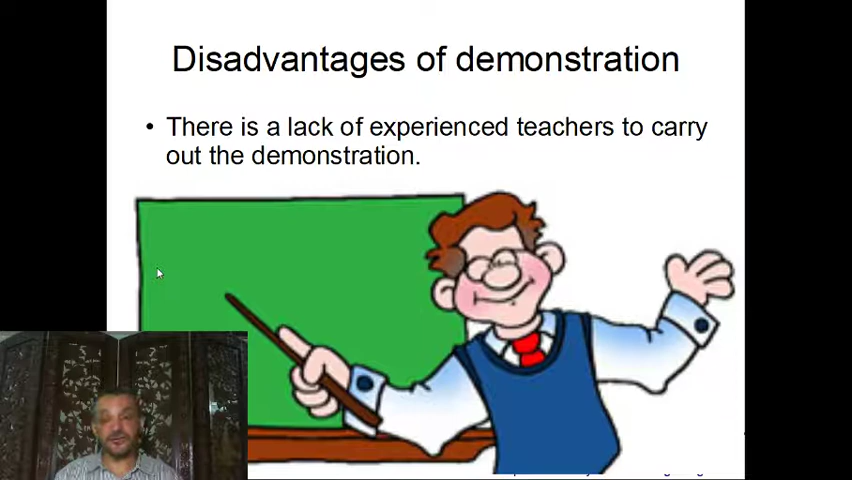 Disadvantages of demonstration
• There is a lack of experienced teachers to carry
out the demonstration.